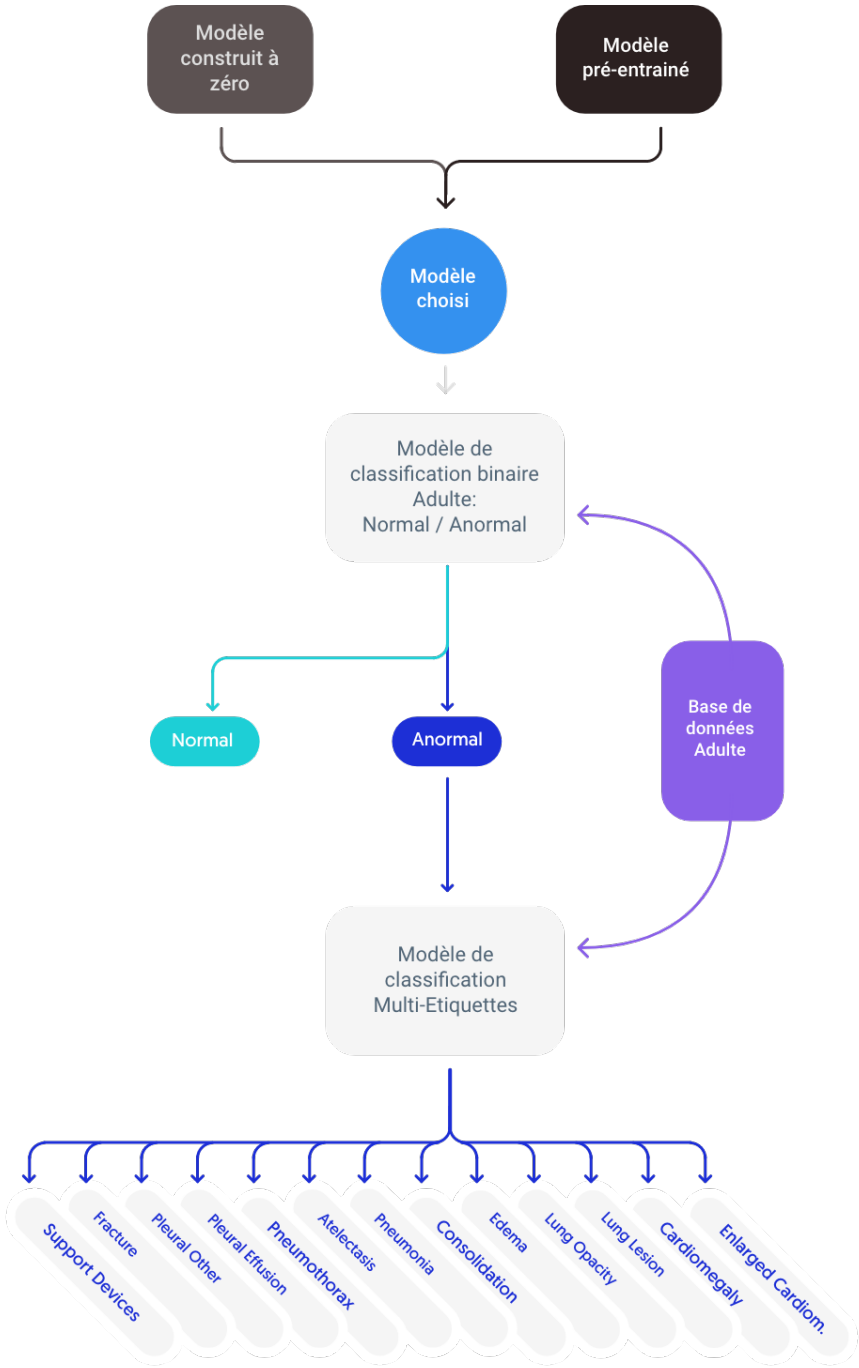 Modèle
construit à
zéro
Modèle
pré-entrainé
Modèle
choisi
Modèle de
classification binaire
Adulte:
Normal / Anormal
Base de
données
Adulte
Normal
Anormal
Modèle de
classification
Multi-Etiquettes
Support Devices
Fracture
Pleural Other
Pleural Effusion
Pneumothorax
Atelectasis
Pneumonia
Consolidation
Edema
Lung Opacity
Lung Lesion
Cardiomegaly
Enlarged Cardiom.